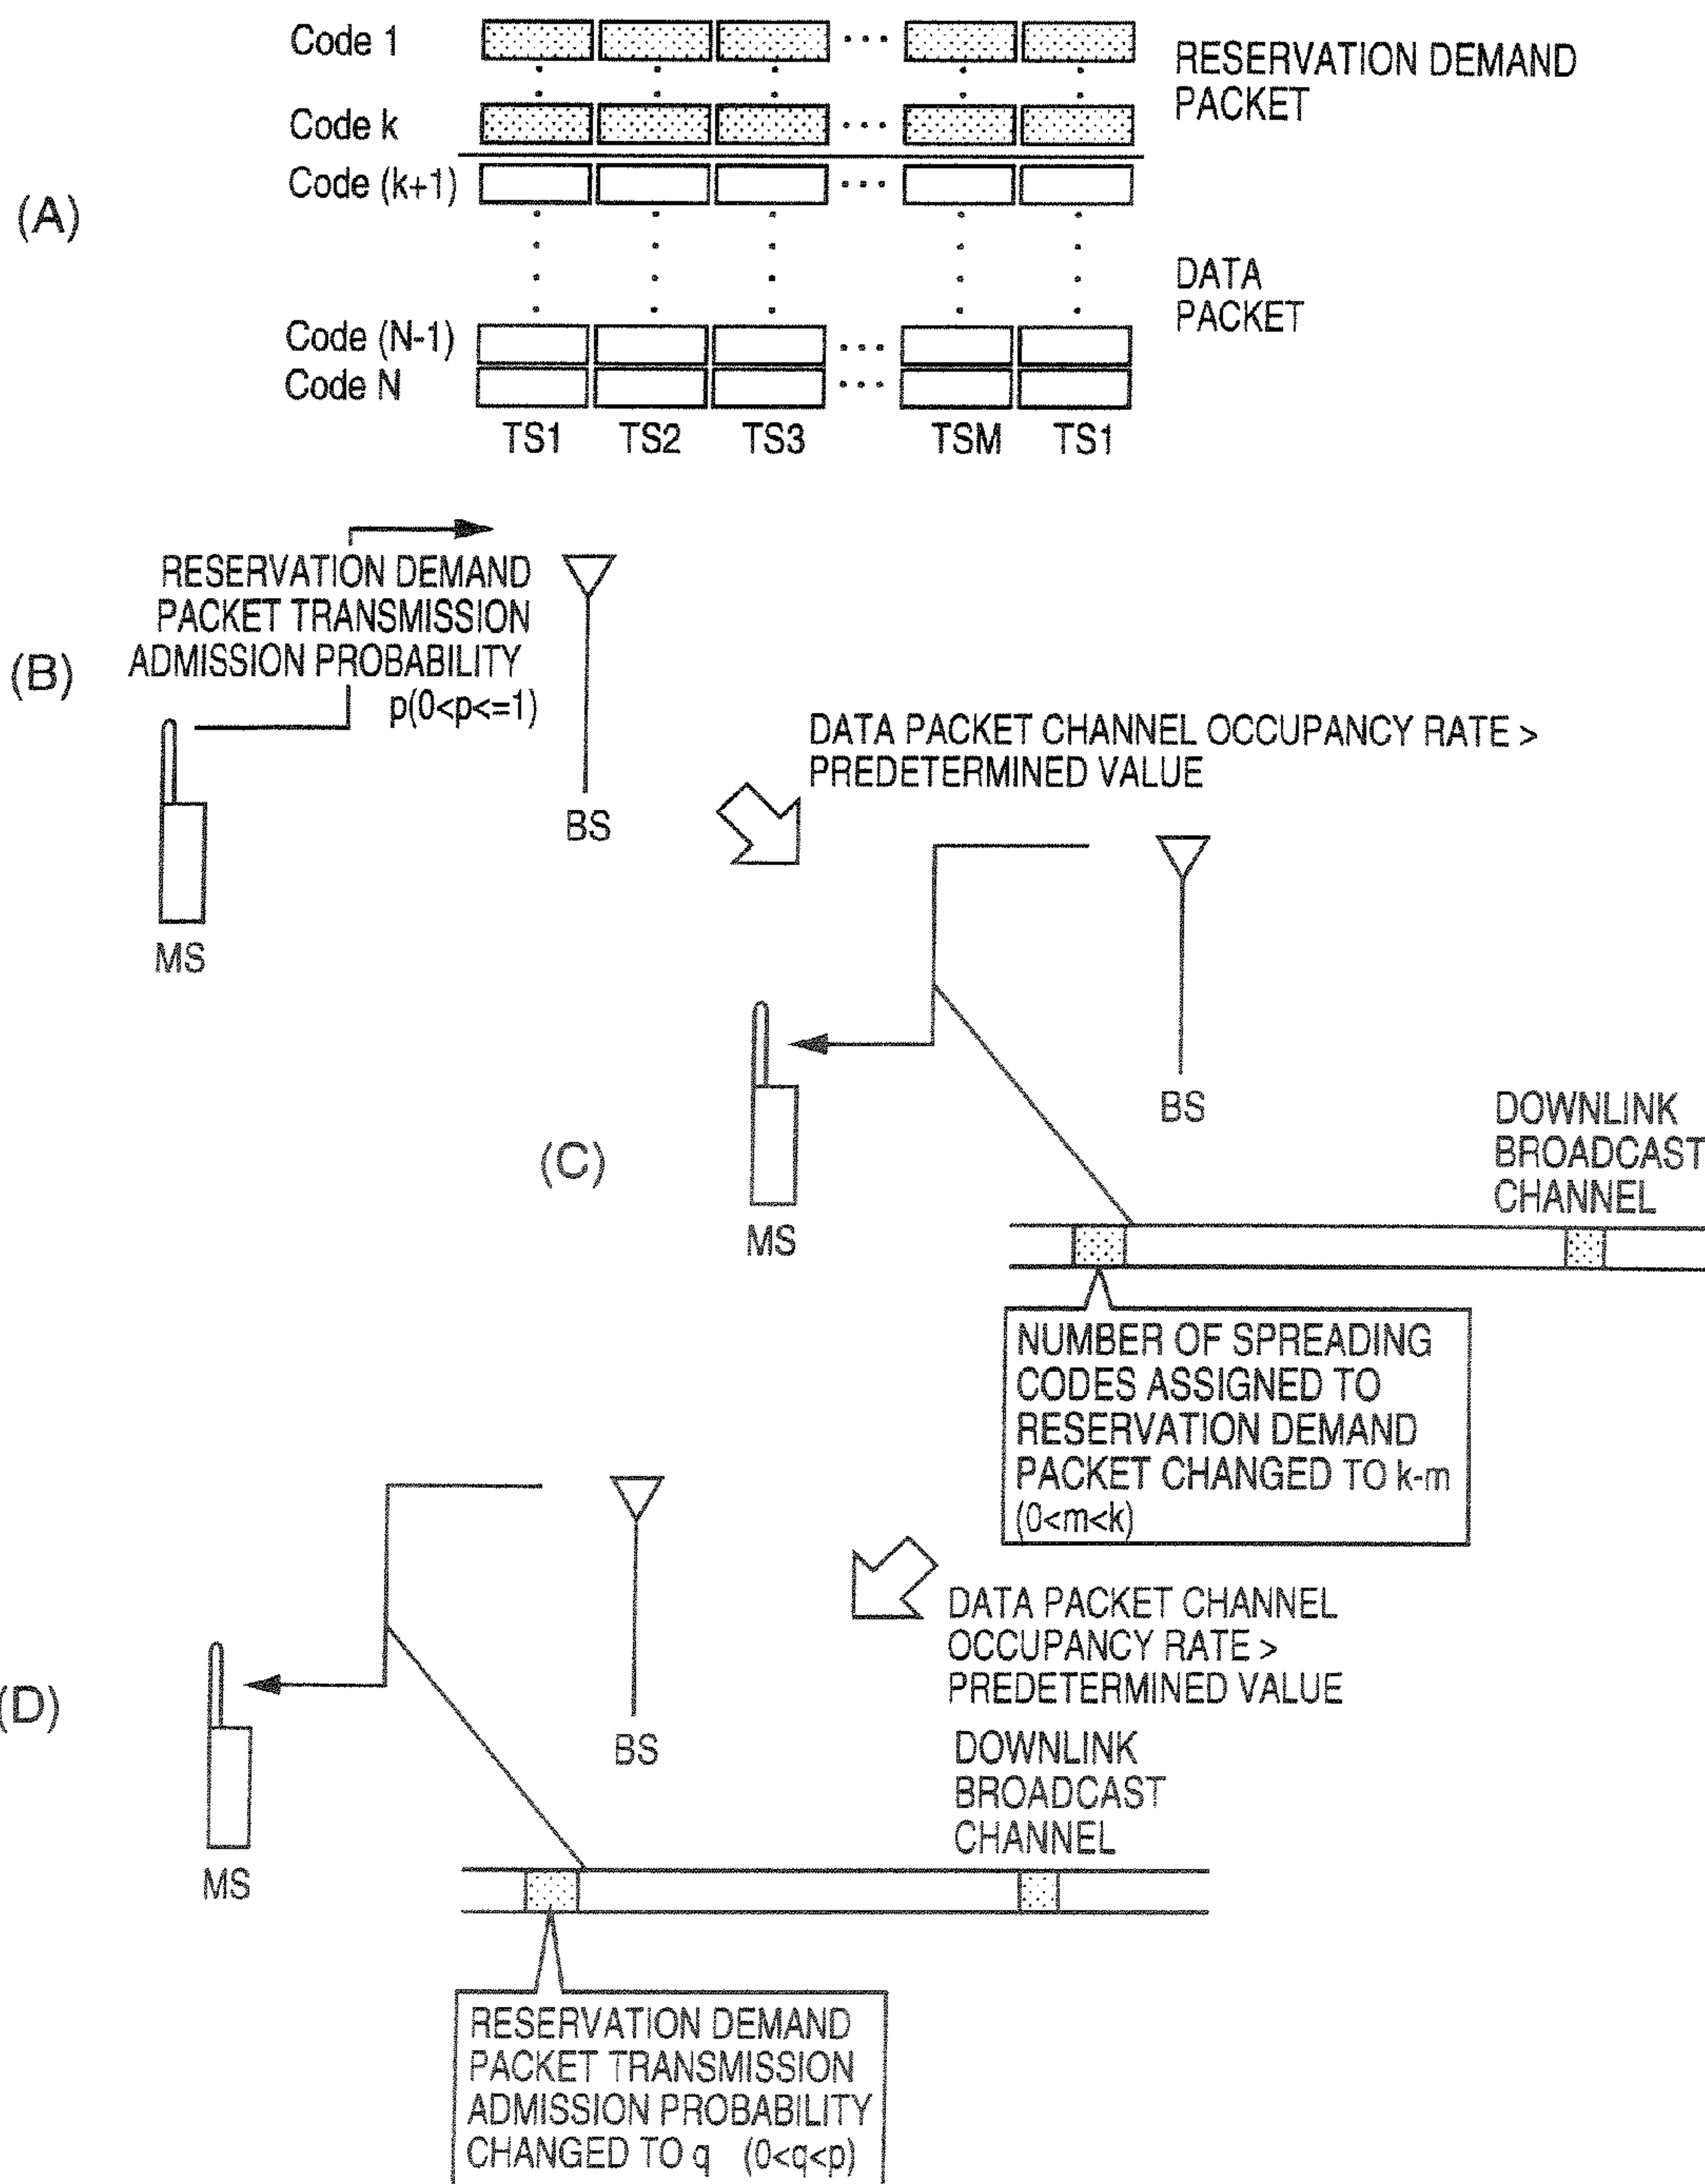 Code 1
RESERVATION DEMAND
PACKET
Code k
Code (k+1)
(A)
DATA
PACKET
Code (N-1)
Code N
TS1 TS2 TS3 TSM TS1
RESERVATION DEMAND
PACKET TRANSMISSION
ADMISSION PROBABILITY
p(0<p<=1)
(B)
BS
MS
DATA PACKET CHANNEL OCCUPANCY RATE >
PREDETERMINED VALUE
BS
(C)
MS
DOWNLINK
BROADCAST
CHANNEL
NUMBER OF SPREADING
CODES ASSIGNED TO
RESERVATION DEMAND
PACKET CHANGED TO k-m
(0<m<k)
DATA PACKET CHANNEL
OCCUPANCY RATE >
PREDETERMINED VALUE
(D)
BS
MS
DOWNLINK
BROADCAST
CHANNEL
RESERVATION DEMAND
PACKET TRANSMISSION
ADMISSION PROBABILITY
CHANGED TO q (0<q<p)